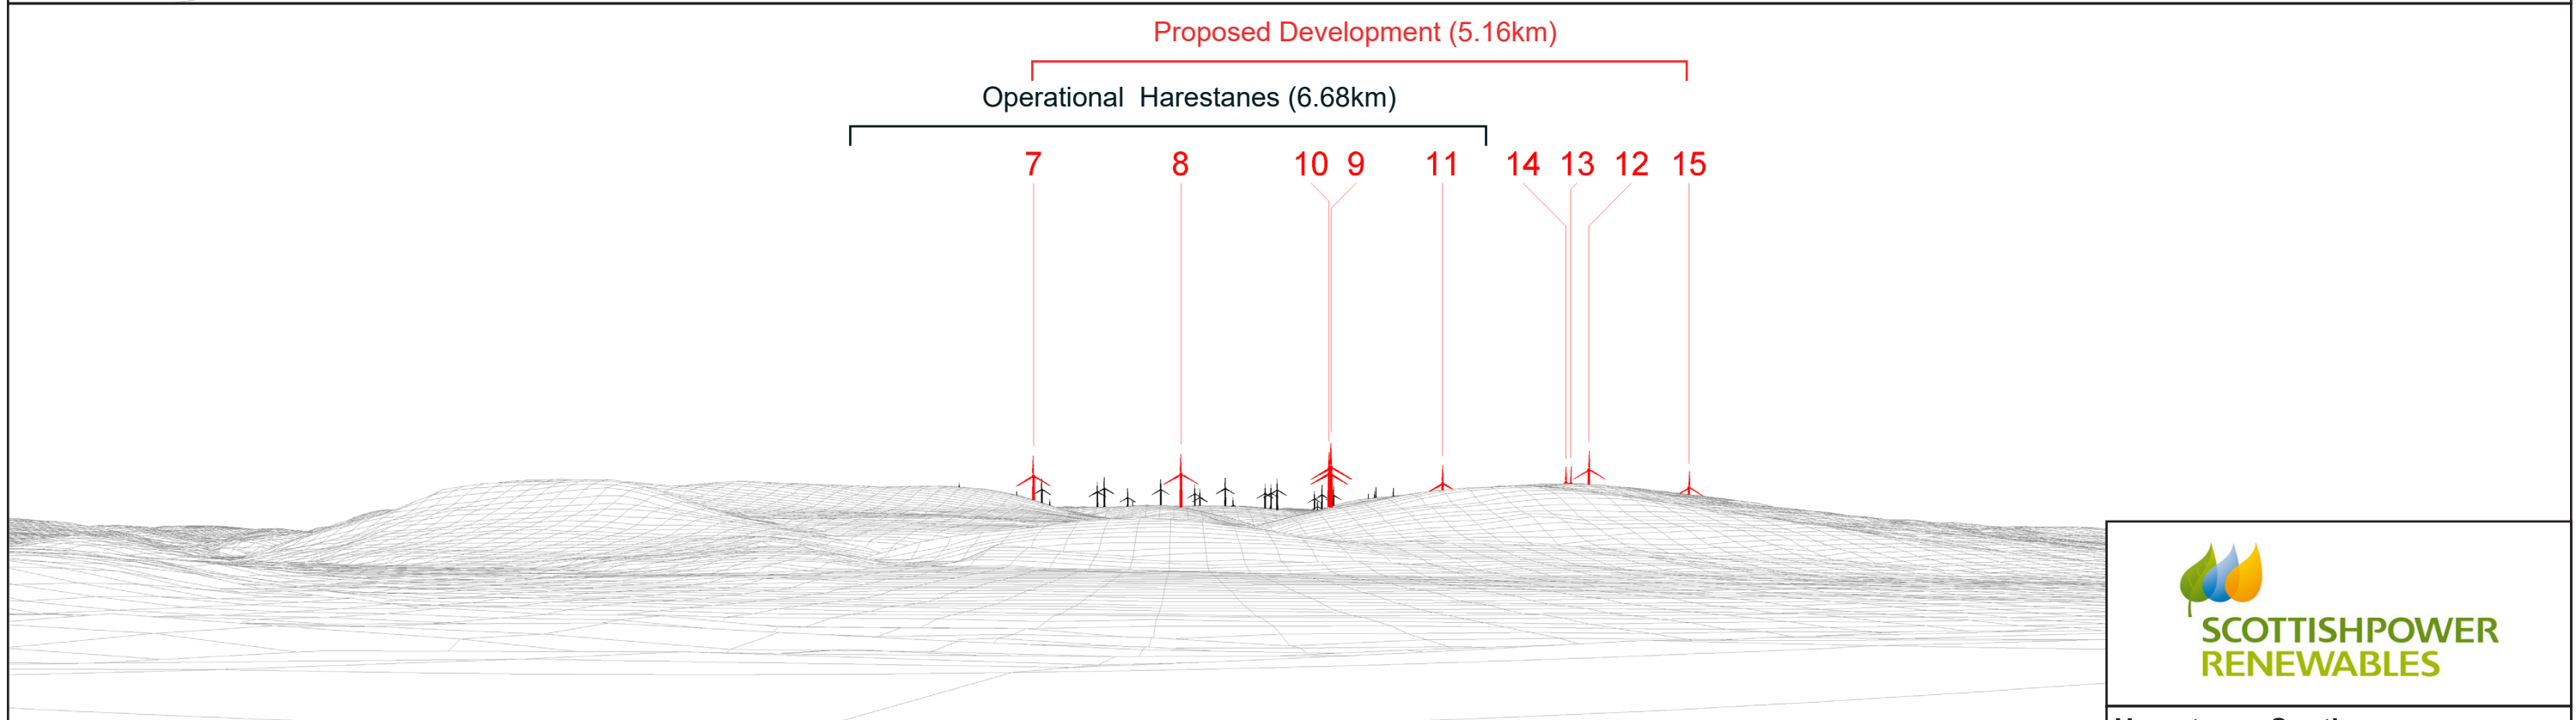 Proposed Development (5.16km)
Operational Harestanes (6.68km)
7 8 10 9 11 14 13 12 15
SCOTTISHPOWER
RENEWABLES